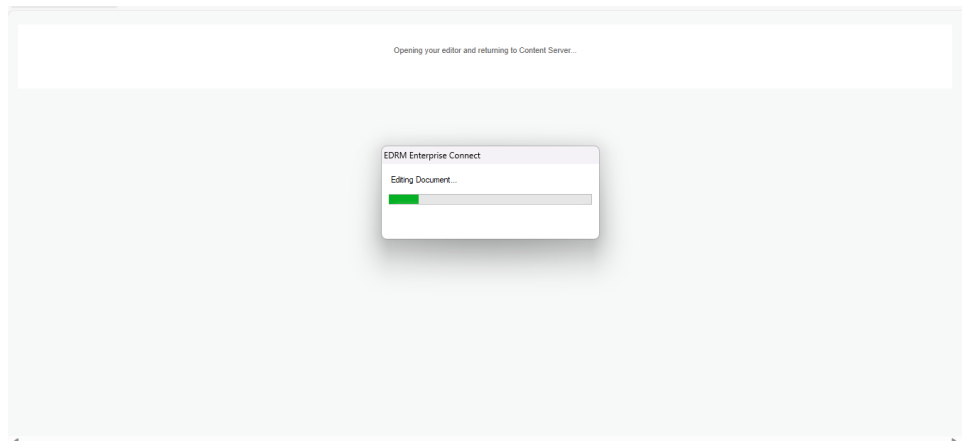 Opening your editor and returning to Content Server...
EDRM Enterprise Connect
Editing Document...